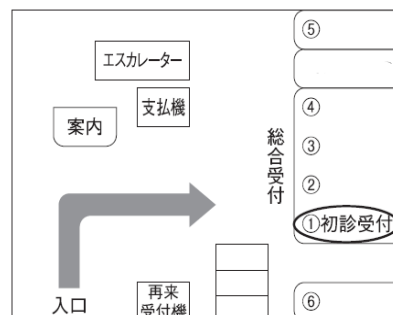 ⑤
エスカレーター
支払機
④
案内
③
総合受付
②
①初診受付
再来
受付機
入口
⑥